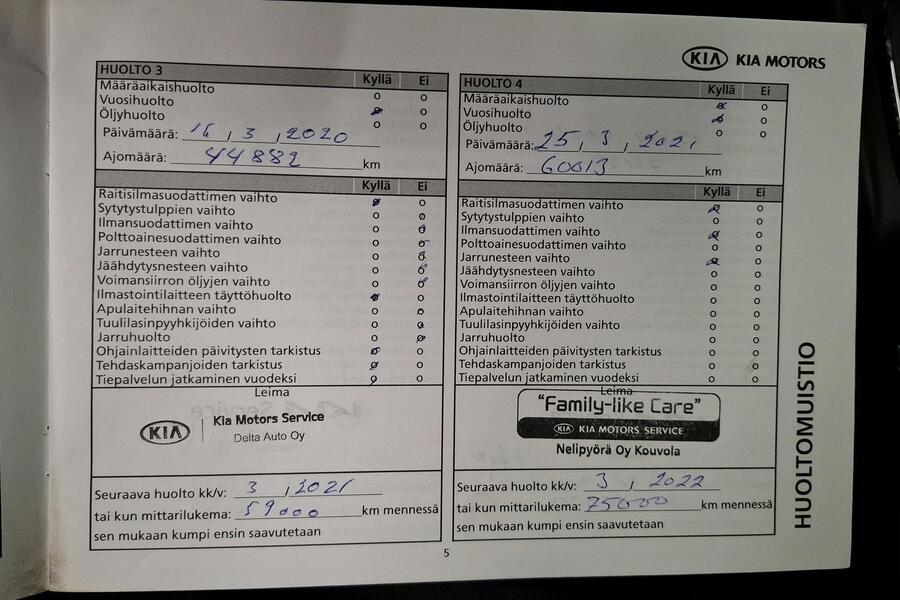 KIA KIA MOTORS
HUOLTO 3 Kyllä Ei
Määräaikaishuolto o o
Vuosihuolto o o
Öljyhuolto o o
Päivämäärä: 16 , 3 , 2020
Ajomäärä: 44882 km
Kyllä Ei
Raitisilmasuodattimen vaihto o o
Sytytystulppien vaihto o o
Ilmansuodattimen vaihto o o
Polttoainesuodattimen vaihto o o
Jarrunesteen vaihto o o
Jäähdytysnesteen vaihto o o
Voimansiirron öljyjen vaihto o o
Ilmastointilaitteen täyttöhuolto o o
Apulaitehihnan vaihto o o
Tuulilasinpyyhkijöiden vaihto o o
Jarruhuolto o o
Ohjainlaitteiden päivitysten tarkistus o o
Tehdaskampanjoiden tarkistus o o
Tiepalvelun jatkaminen vuodeksi o o
Leima
KIA Kia Motors Service
Delta Auto Oy
Seuraava huolto kk/v: 3 , 2021
tai kun mittarilukema: 59000 km mennessä
sen mukaan kumpi ensin saavutetaan
HUOLTO 4 Kyllä Ei
Määräaikaishuolto o o
Vuosihuolto o o
Öljyhuolto o o
Päivämäärä: 25 , 3 , 2021
Ajomäärä: 60013 km
Kyllä Ei
Raitisilmasuodattimen vaihto o o
Sytytystulppien vaihto o o
Ilmansuodattimen vaihto o o
Polttoainesuodattimen vaihto o o
Jarrunesteen vaihto o o
Jäähdytysnesteen vaihto o o
Voimansiirron öljyjen vaihto o o
Ilmastointilaitteen täyttöhuolto o o
Apulaitehihnan vaihto o o
Tuulilasinpyyhkijöiden vaihto o o
Jarruhuolto o o
Ohjainlaitteiden päivitysten tarkistus o o
Tehdaskampanjoiden tarkistus o o
Tiepalvelun jatkaminen vuodeksi o o
Leima
"Family-like Care"
KIA KIA MOTORS SERVICE
Nelipyörä Oy Kouvola
Seuraava huolto kk/v: 3 , 2022
tai kun mittarilukema: 75000 km mennessä
sen mukaan kumpi ensin saavutetaan
HUOLTOMUISTIO
5